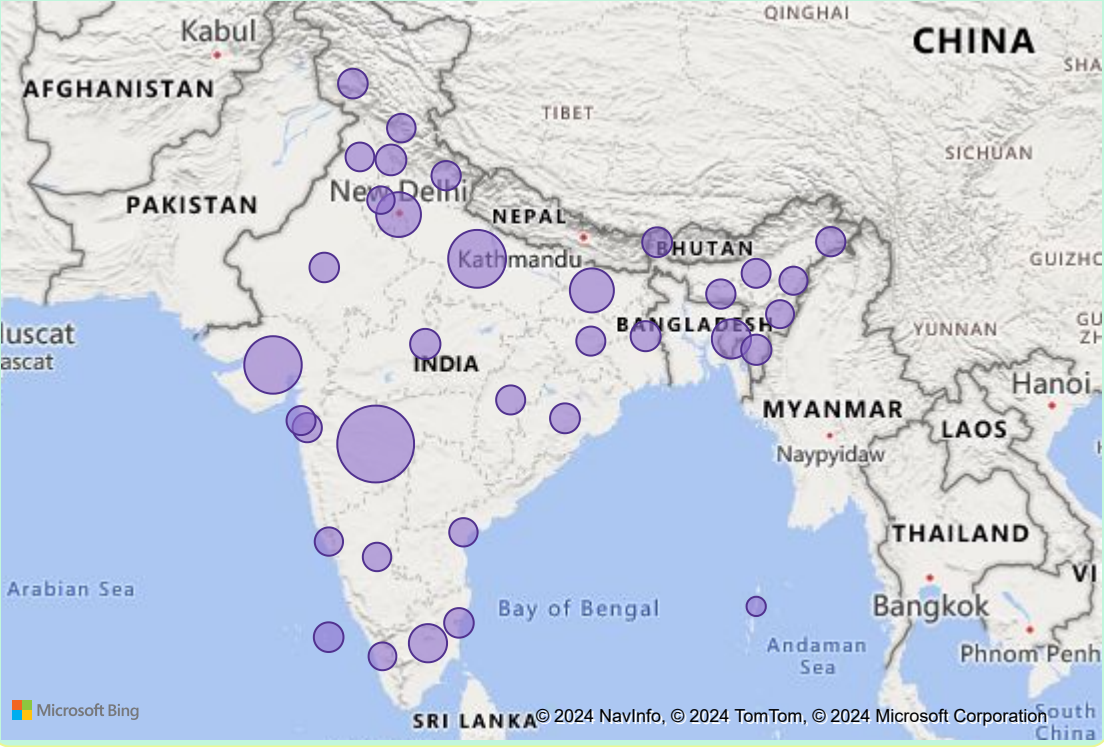 QINGHAI
Kabul
CHINA
SHA
AFGHANISTAN
TIBET
SICHUAN
New Delhi
PAKISTAN
NEPAL
BHUTAN
Kathmandu
GUIZHO
BANGLADESH
GU
YUNNAN
ZH
luscat
ascat
INDIA
Hanoi
MYANMAR
LAOS
Naypyidaw
THAILAND
VI
Arabian Sea
Bay of Bengal
Bangkok
Andaman
Sea
Phnom Penh
Microsoft Bing
South
China
SRI LANKA
© 2024 NavInfo, © 2024 TomTom, © 2024 Microsoft Corporation